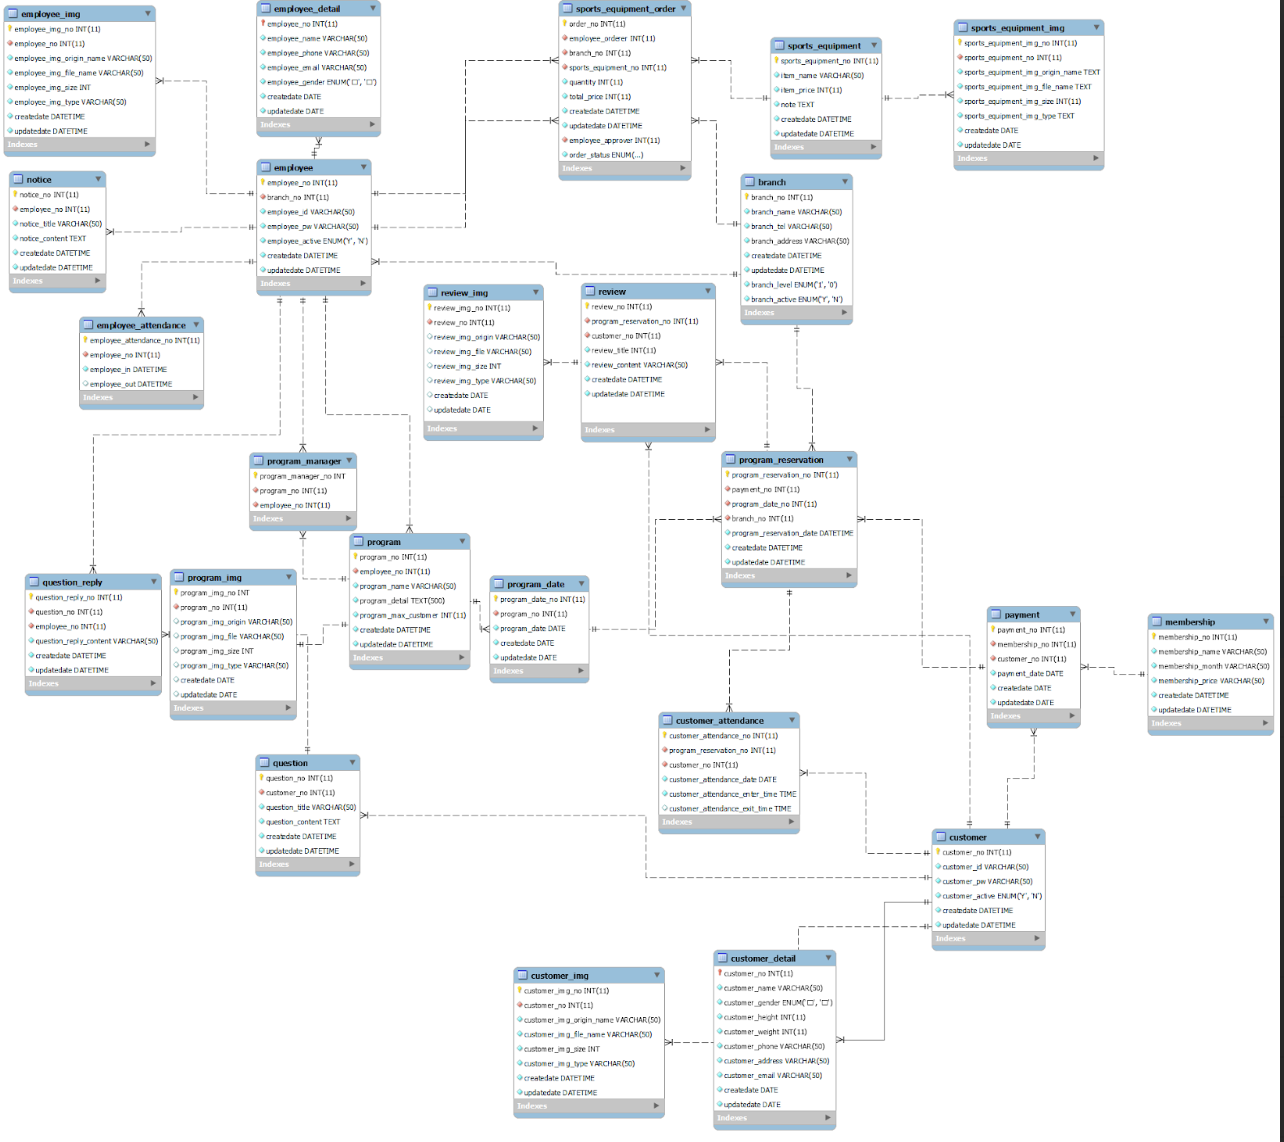 employee_img
employee_img_no INT(11)
employee_no INT(11)
employee_img_origin_name VARCHAR(50)
employee_img_file_name VARCHAR(50)
employee_img_size INT
employee_img_type VARCHAR(50)
createdate DATETIME
updatedate DATETIME
Indexes
employee_detail
employee_no INT(11)
employee_name VARCHAR(50)
employee_phone VARCHAR(50)
employee_email VARCHAR(50)
employee_gender ENUM('□', '□')
createdate DATE
updatedate DATE
Indexes
sports_equipment_order
order_no INT(11)
employee_orderer INT(11)
branch_no INT(11)
sports_equipment_no INT(11)
quantity INT(11)
total_price INT(11)
createdate DATETIME
updatedate DATETIME
employee_approver INT(11)
order_status ENUM(...)
Indexes
sports_equipment
sports_equipment_no INT(11)
item_name VARCHAR(50)
item_price INT(11)
note TEXT
createdate DATETIME
updatedate DATETIME
Indexes
sports_equipment_img
sports_equipment_img_no INT(11)
sports_equipment_no INT(11)
sports_equipment_img_origin_name TEXT
sports_equipment_img_file_name TEXT
sports_equipment_img_size INT(11)
sports_equipment_img_type TEXT
createdate DATE
updatedate DATE
Indexes
notice
notice_no INT(11)
employee_no INT(11)
notice_title VARCHAR(50)
notice_content TEXT
createdate DATETIME
updatedate DATETIME
Indexes
employee
employee_no INT(11)
branch_no INT(11)
employee_id VARCHAR(50)
employee_pw VARCHAR(50)
employee_active ENUM('Y', 'N')
createdate DATETIME
updatedate DATETIME
Indexes
branch
branch_no INT(11)
branch_name VARCHAR(50)
branch_tel VARCHAR(50)
branch_address VARCHAR(50)
createdate DATETIME
updatedate DATETIME
branch_level ENUM('1', '0')
branch_active ENUM('Y', 'N')
Indexes
employee_attendance
employee_attendance_no INT(11)
employee_no INT(11)
employee_in DATETIME
employee_out DATETIME
Indexes
review_img
review_img_no INT(11)
review_no INT(11)
review_img_origin VARCHAR(50)
review_img_file VARCHAR(50)
review_img_size INT
review_img_type VARCHAR(50)
createdate DATE
updatedate DATE
Indexes
review
review_no INT(11)
program_reservation_no INT(11)
customer_no INT(11)
review_title INT(11)
review_content VARCHAR(50)
createdate DATETIME
updatedate DATETIME
Indexes
program_manager
program_manager_no INT
program_no INT(11)
employee_no INT(11)
Indexes
program_reservation
program_reservation_no INT(11)
payment_no INT(11)
program_date_no INT(11)
branch_no INT(11)
program_reservation_date DATETIME
createdate DATETIME
updatedate DATETIME
Indexes
program
program_no INT(11)
employee_no INT(11)
program_name VARCHAR(50)
program_detail TEXT(500)
program_max_customer INT(11)
createdate DATETIME
updatedate DATETIME
Indexes
question_reply
question_reply_no INT(11)
question_no INT(11)
employee_no INT(11)
question_reply_content VARCHAR(50)
createdate DATETIME
updatedate DATETIME
Indexes
program_img
program_img_no INT
program_no INT(11)
program_img_origin VARCHAR(50)
program_img_file VARCHAR(50)
program_img_size INT
program_img_type VARCHAR(50)
createdate DATE
updatedate DATE
Indexes
program_date
program_date_no INT(11)
program_no INT(11)
program_date DATE
createdate DATE
updatedate DATE
Indexes
payment
payment_no INT(11)
membership_no INT(11)
customer_no INT(11)
payment_date DATE
createdate DATE
updatedate DATE
Indexes
membership
membership_no INT(11)
membership_name VARCHAR(50)
membership_month VARCHAR(50)
membership_price VARCHAR(50)
createdate DATETIME
updatedate DATETIME
Indexes
customer_attendance
customer_attendance_no INT(11)
program_reservation_no INT(11)
customer_no INT(11)
customer_attendance_date DATE
customer_attendance_enter_time TIME
customer_attendance_exit_time TIME
Indexes
question
question_no INT(11)
customer_no INT(11)
question_title VARCHAR(50)
question_content TEXT
createdate DATETIME
updatedate DATETIME
Indexes
customer
customer_no INT(11)
customer_id VARCHAR(50)
customer_pw VARCHAR(50)
customer_active ENUM('Y', 'N')
createdate DATETIME
updatedate DATETIME
Indexes
customer_img
customer_img_no INT(11)
customer_no INT(11)
customer_img_origin_name VARCHAR(50)
customer_img_file_name VARCHAR(50)
customer_img_size INT
customer_img_type VARCHAR(50)
createdate DATETIME
updatedate DATETIME
Indexes
customer_detail
customer_no INT(11)
customer_name VARCHAR(50)
customer_gender ENUM('□', '□')
customer_height INT(11)
customer_weight INT(11)
customer_phone VARCHAR(50)
customer_address VARCHAR(50)
customer_email VARCHAR(50)
createdate DATE
updatedate DATE
Indexes